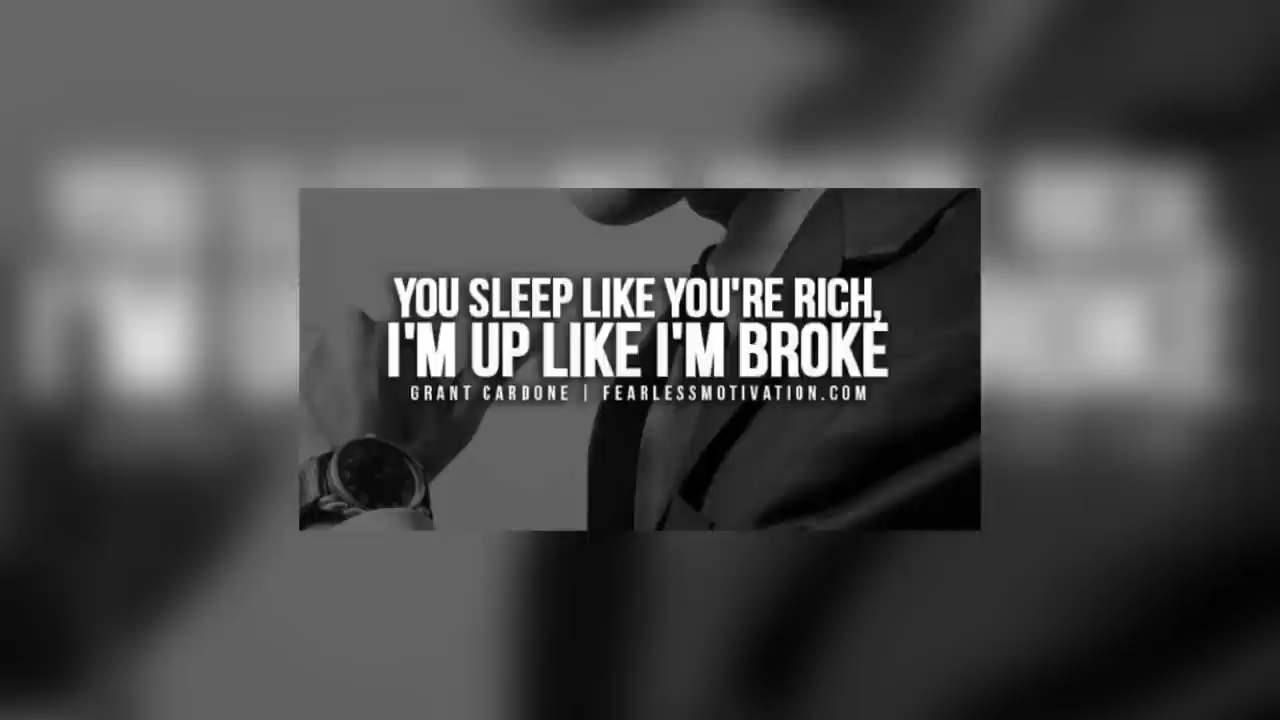 YOU SLEEP LIKE YOU'RE RICH,
I'M UP LIKE I'M BROKE
GRANT CARDONE | FEARLESSMOTIVATION.COM